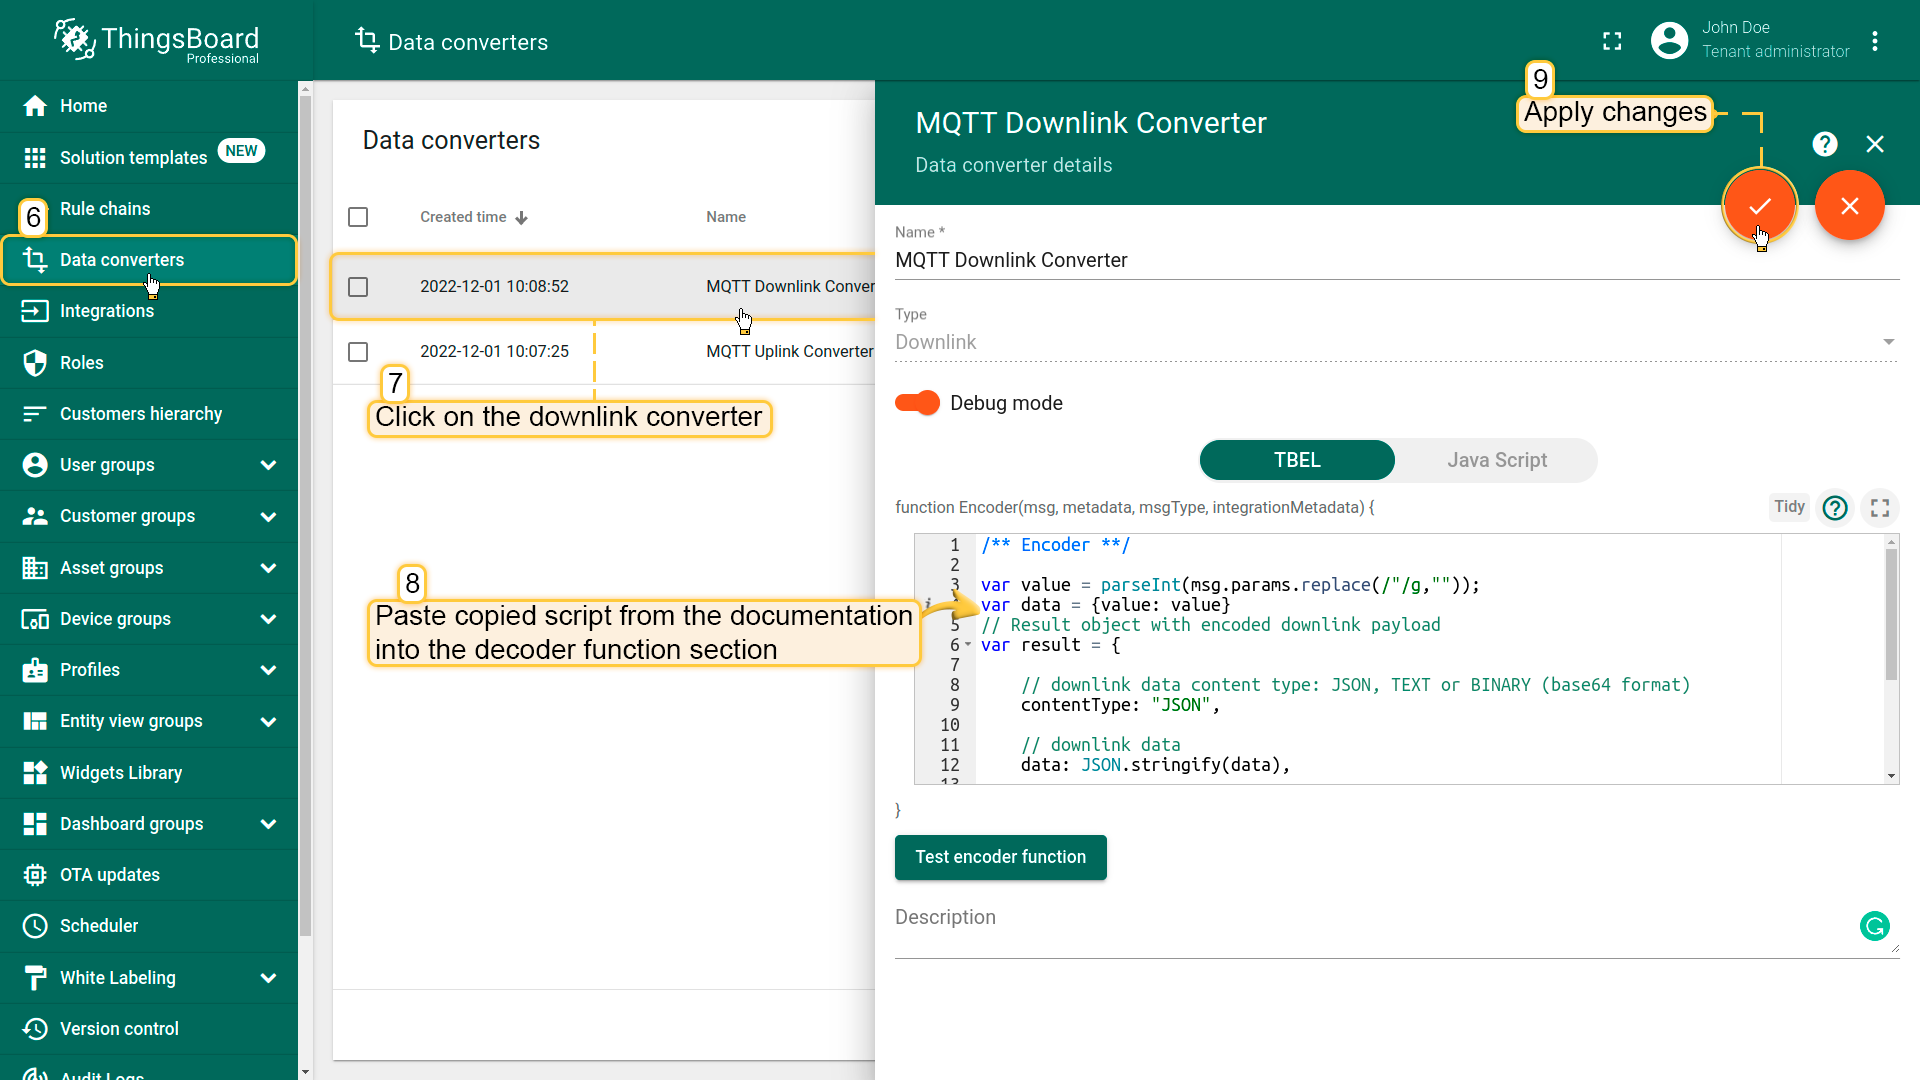 ThingsBoard
Professional
Data converters
John Doe
Tenant administrator
Home
Solution templates NEW
Rule chains
6
Data converters
Integrations
Roles
Customers hierarchy
User groups
Customer groups
Asset groups
Device groups
Profiles
Entity view groups
Widgets Library
Dashboard groups
OTA updates
Scheduler
White Labeling
Version control
Audit Logs
Data converters
Created time Name
2022-12-01 10:08:52 MQTT Downlink Conver
2022-12-01 10:07:25 MQTT Uplink Converter
7
Click on the downlink converter
8
Paste copied script from the documentation
into the decoder function section
9
Apply changes
MQTT Downlink Converter
Data converter details
Name *
MQTT Downlink Converter
Type
Downlink
Debug mode
TBEL Java Script
function Encoder(msg, metadata, msgType, integrationMetadata) {
Tidy
1 /** Encoder **/
2
3 var value = parseInt(msg.params.replace(/"/g,""));
var data = {value: value}
5 // Result object with encoded downlink payload
6 var result = {
7
8 // downlink data content type: JSON, TEXT or BINARY (base64 format)
9 contentType: "JSON",
10
11 // downlink data
12 data: JSON.stringify(data),
13
}
Test encoder function
Description